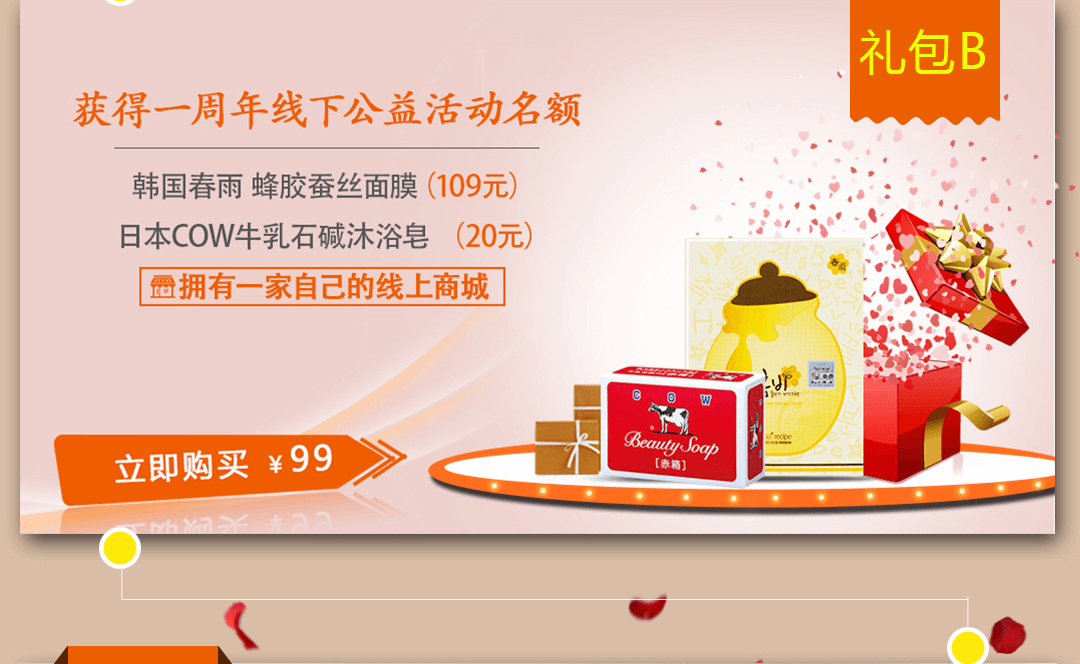 礼包B
获得一周年线下公益活动名额
韩国春雨 蜂胶蚕丝面膜(109元)
日本COW牛乳石碱沐浴皂 (20元)
拥有一家自己的线上商城
立即购买 ¥99
COW
Beauty Soap
[赤箱]
recipe